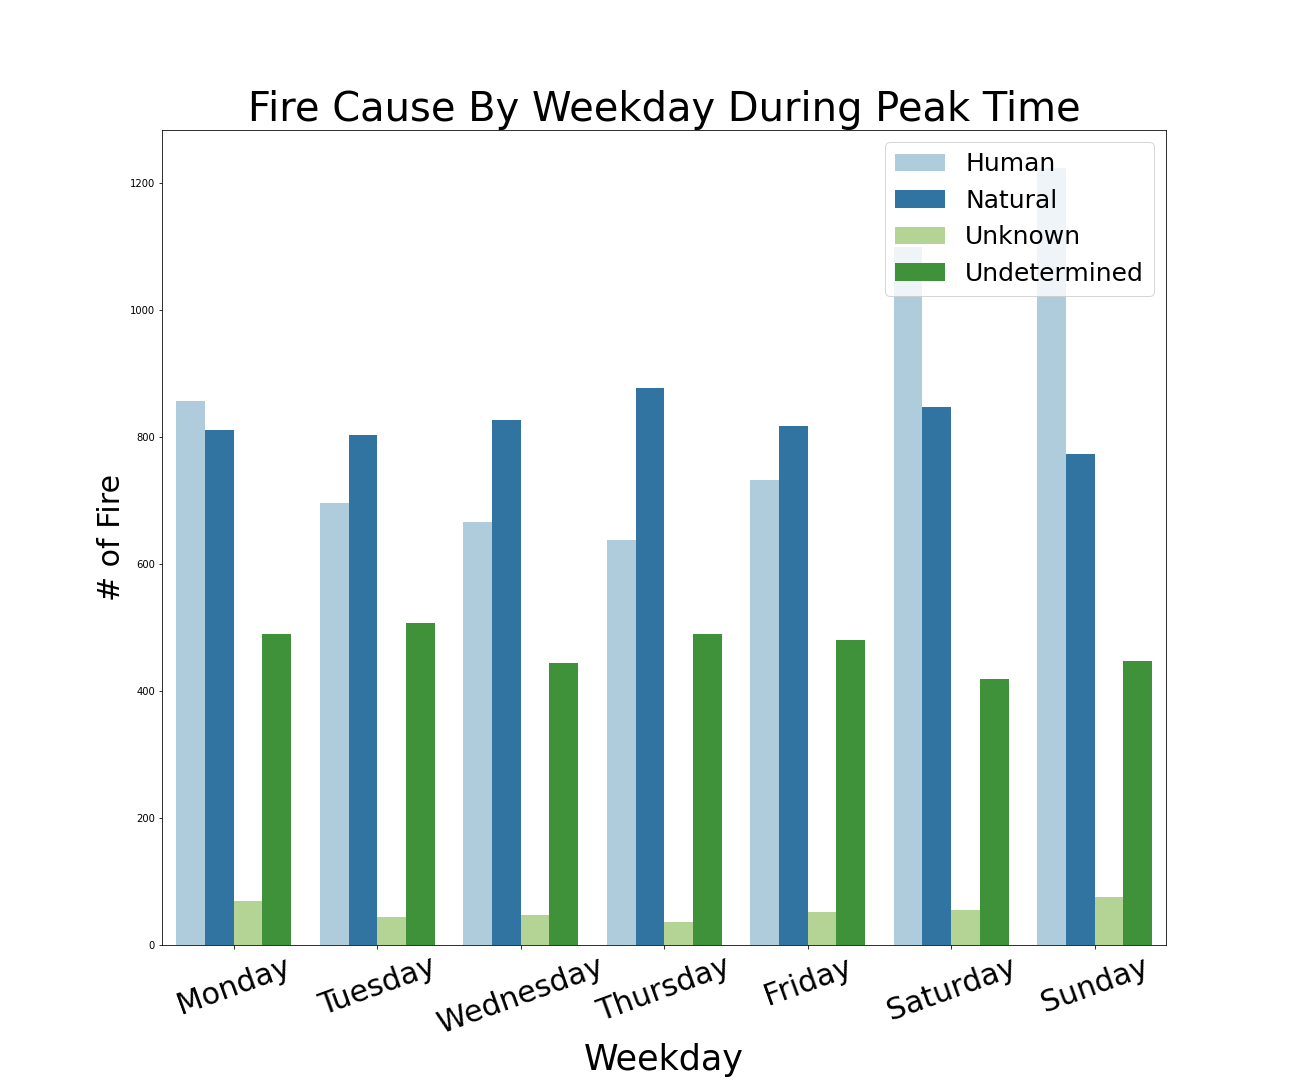 Fire Cause By Weekday During Peak Time
Human
Natural
Unknown
Undetermined
1200
1000
800
600
400
200
0
# of Fire
Monday
Tuesday
Wednesday
Thursday
Friday
Saturday
Sunday
Weekday